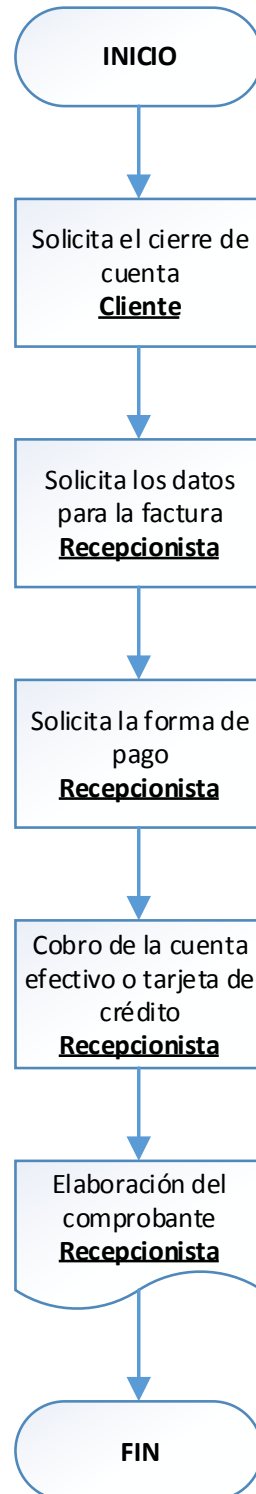 INICIO
Solicita el cierre de
cuenta
Cliente
Solicita los datos
para la factura
Recepcionista
Solicita la forma de
pago
Recepcionista
Cobro de la cuenta
efectivo o tarjeta de
crédito
Recepcionista
Elaboración del
comprobante
Recepcionista
FIN